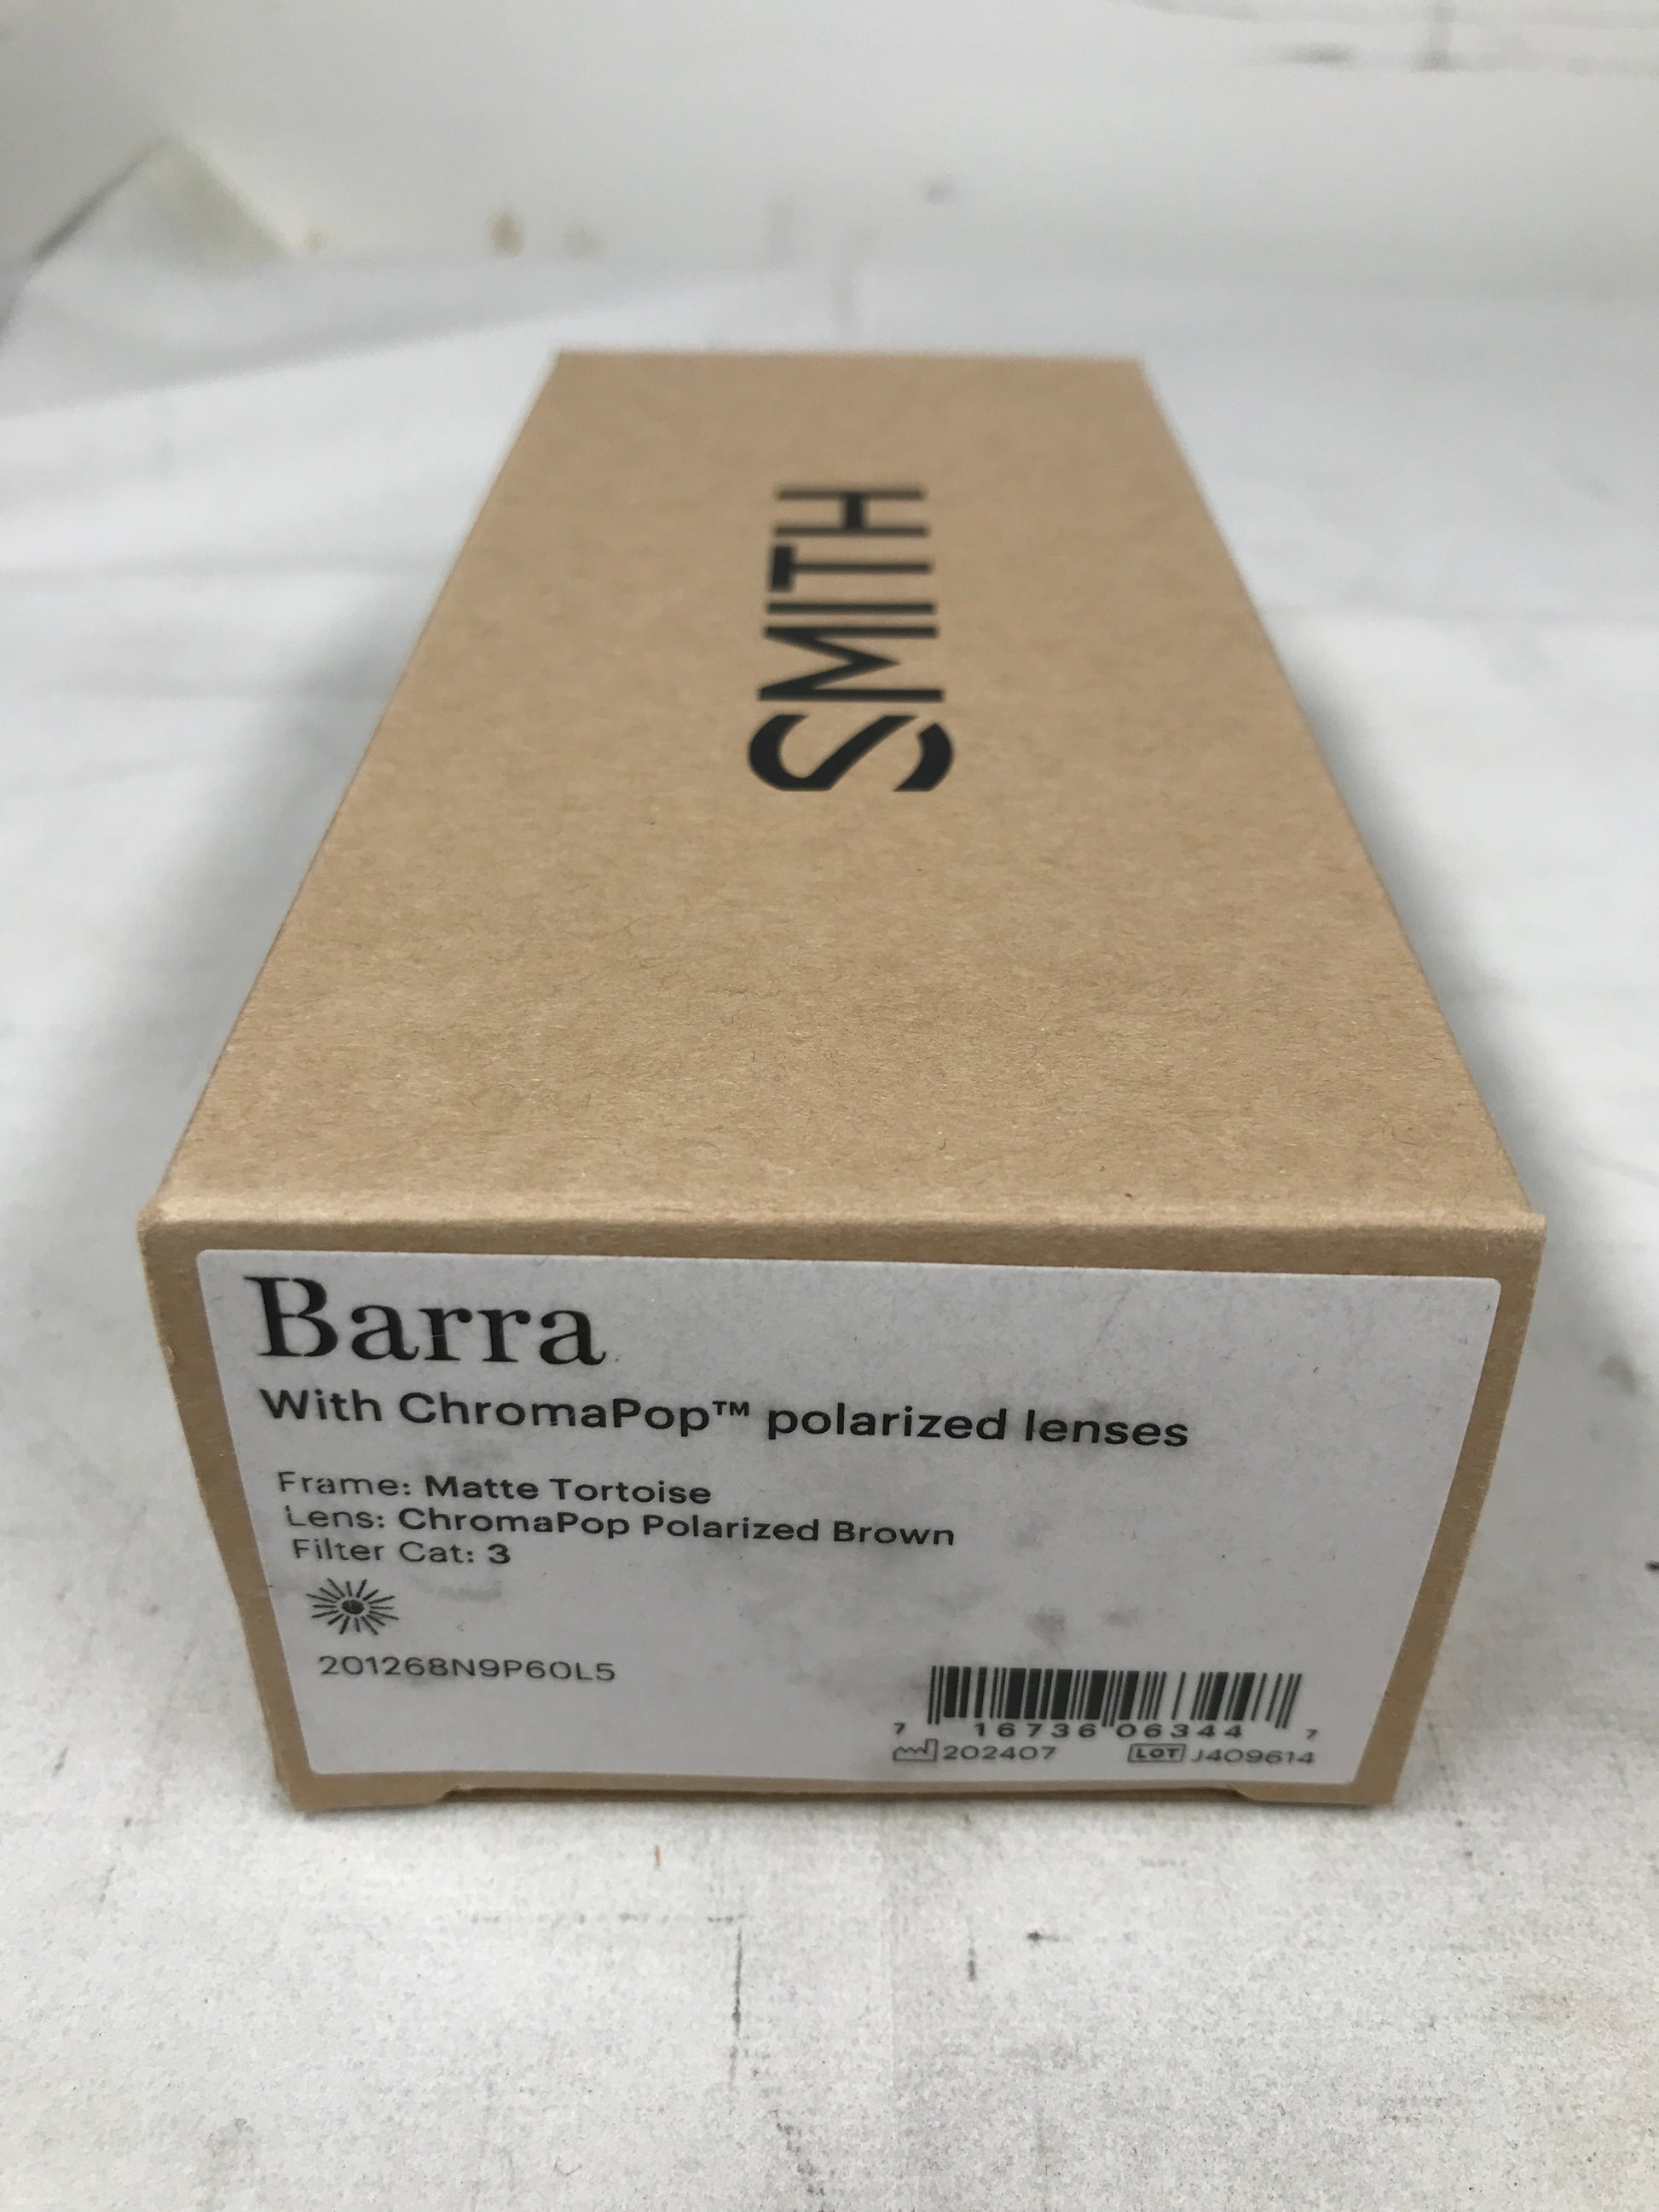 SMITH
Barra
With ChromaPop™ polarized lenses
Frame: Matte Tortoise
Lens: ChromaPop Polarized Brown
Filter Cat: 3
201268N9P60L5
7 16736 06344 7
202407 LOT J409614